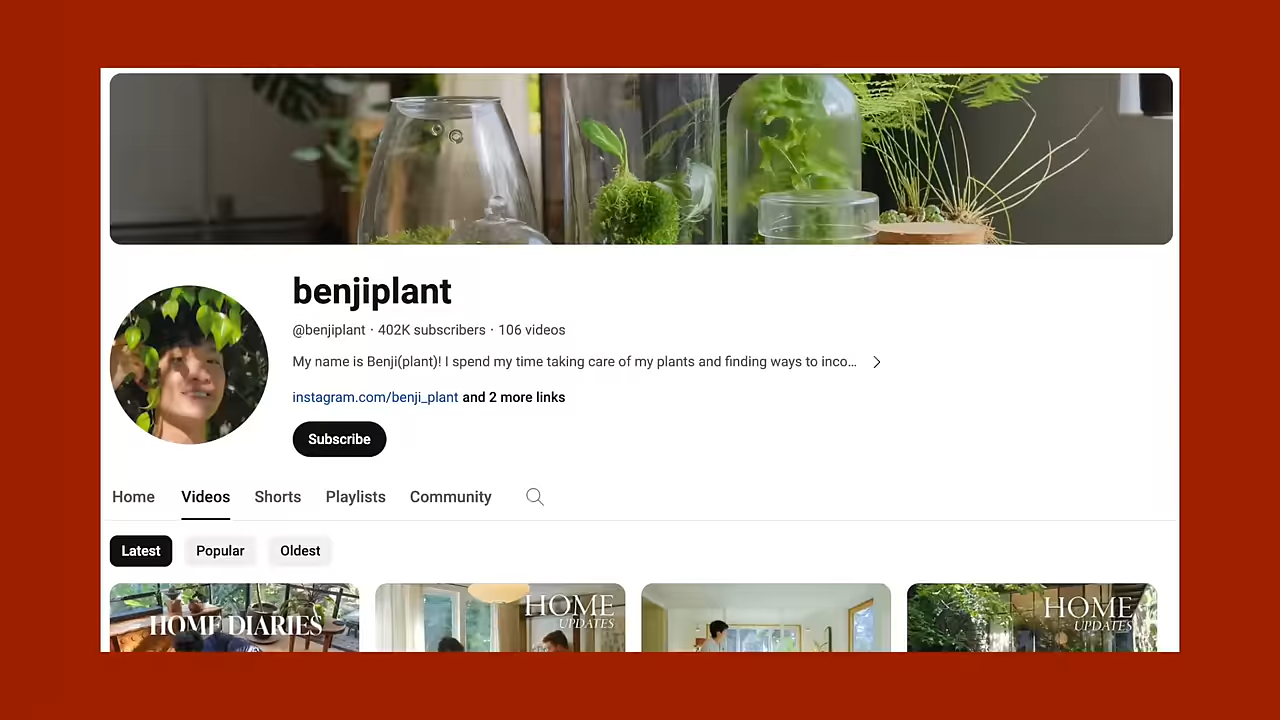 benjiplant
@benjiplant · 402K subscribers · 106 videos
My name is Benji(plant)! I spend my time taking care of my plants and finding ways to inco...
instagram.com/benji_plant and 2 more links
Subscribe
Home Videos Shorts Playlists Community
Latest Popular Oldest
HOME DIARIES
HOME
UPDATES
HOME
UPDATES